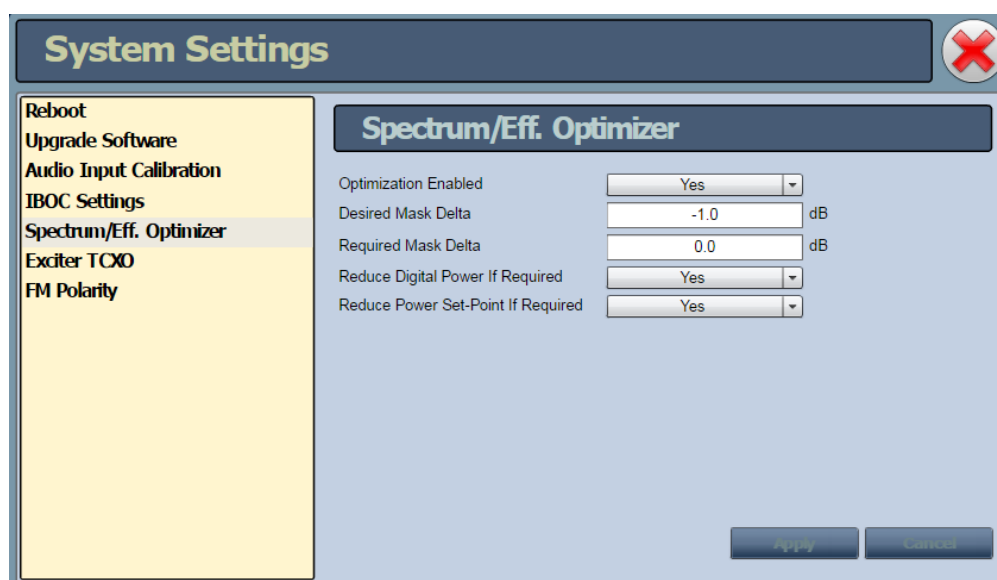 System Settings
Reboot
Upgrade Software
Audio Input Calibration
IBOC Settings
Spectrum/Eff. Optimizer
Exciter TCXO
FM Polarity
Spectrum/Eff. Optimizer
Optimization Enabled Yes
Desired Mask Delta -1.0 dB
Required Mask Delta 0.0 dB
Reduce Digital Power If Required Yes
Reduce Power Set-Point If Required Yes
Apply Cancel